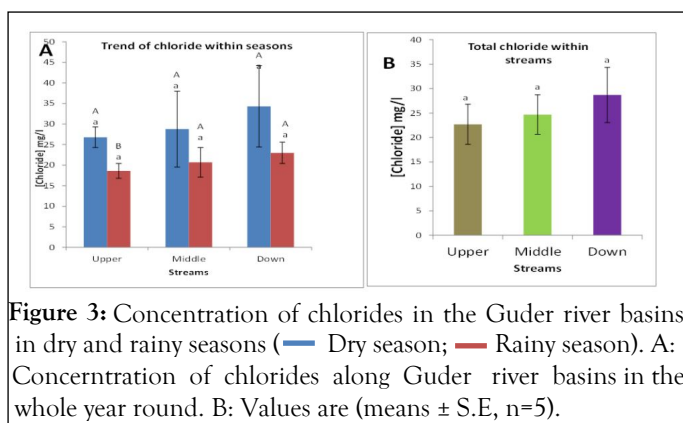 A
Trend of chloride within seasons
50
45
40
35
30
25
20
15
10
5
0
[Chloride] mg/l
A
a
B
a
A
a
A
a
A
a
A
a
Upper
Middle
Down
Streams
B
Total chloride within
streams
40
35
30
25
20
15
10
5
0
[Chloride] mg/l
a
a
a
Upper
Middle
Down
Streams
Figure 3: Concentration of chlorides in the Guder river basins
in dry and rainy seasons ( Dry season; Rainy season). A:
Concerntration of chlorides along Guder river basins in the
whole year round. B: Values are (means ± S.E, n=5).